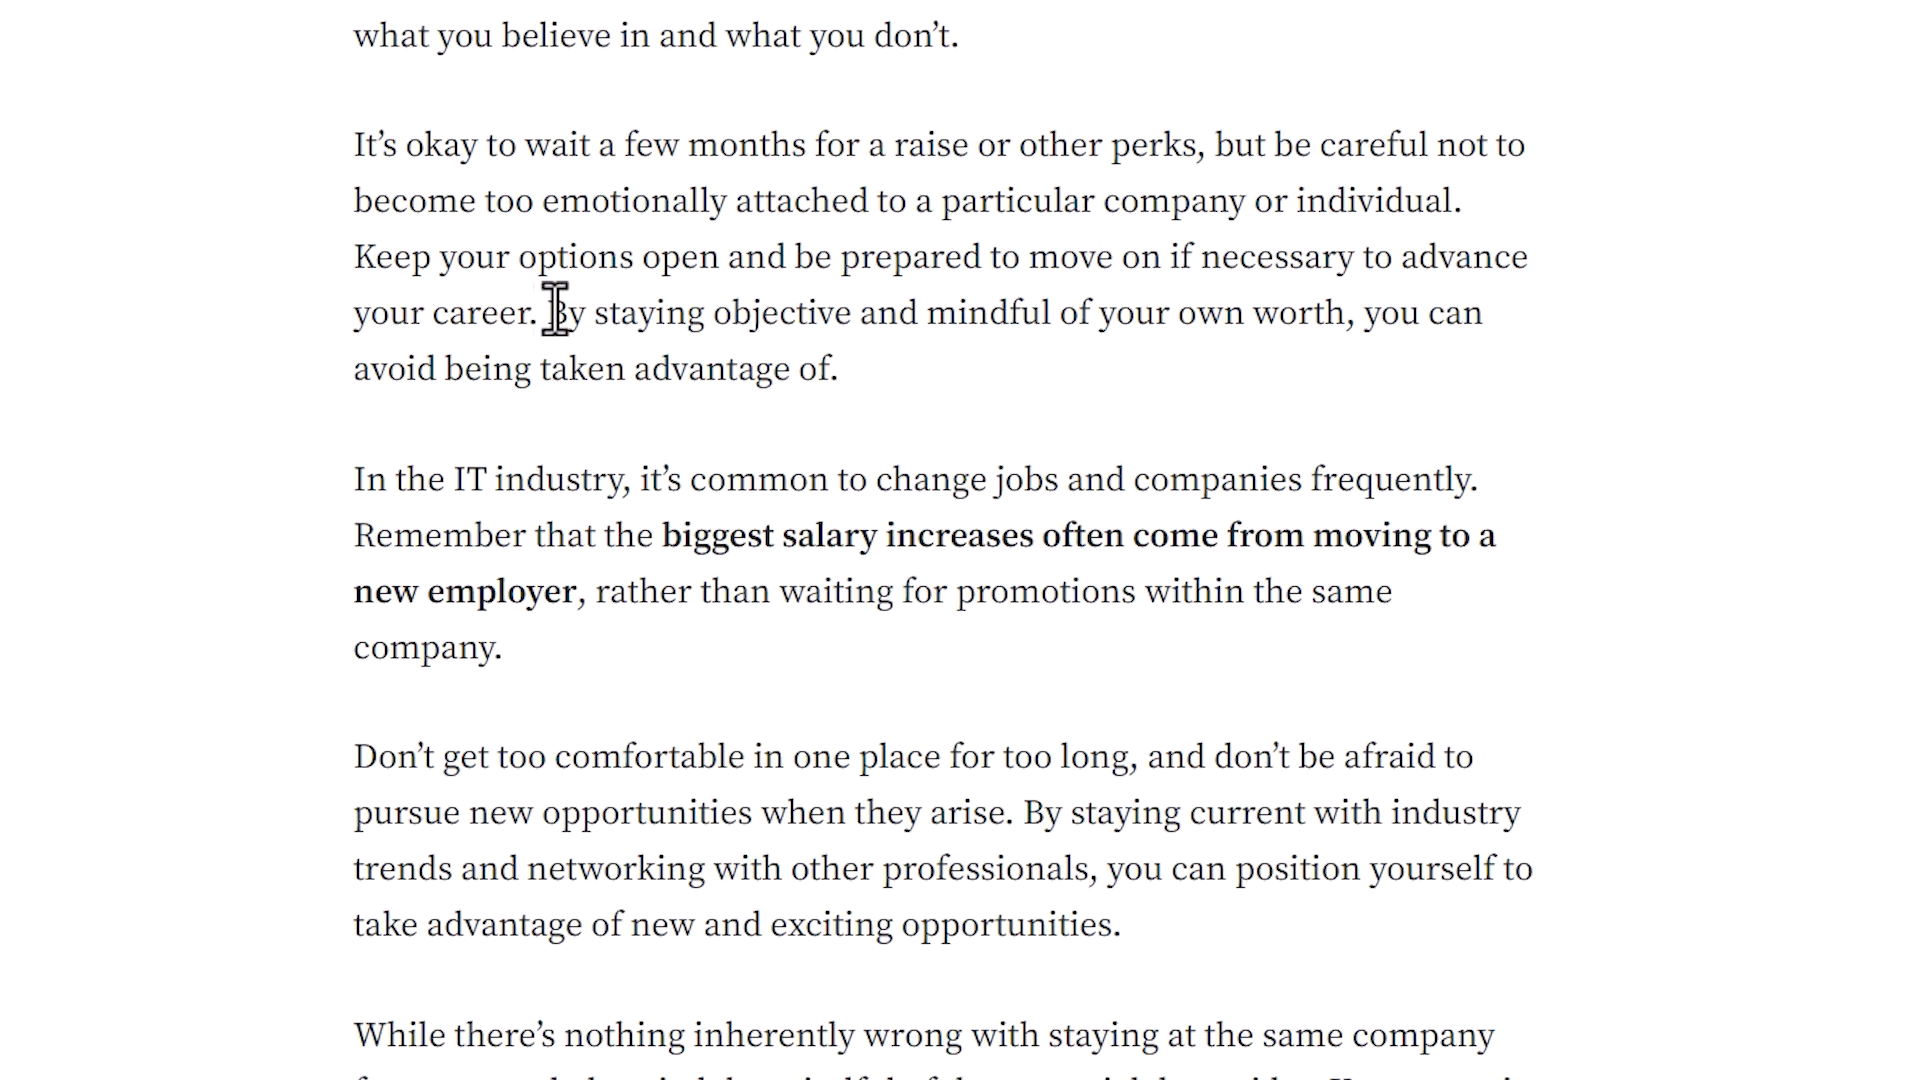 what you believe in and what you don’t.
It’s okay to wait a few months for a raise or other perks, but be careful not to
become too emotionally attached to a particular company or individual.
Keep your options open and be prepared to move on if necessary to advance
your career. By staying objective and mindful of your own worth, you can
avoid being taken advantage of.
In the IT industry, it’s common to change jobs and companies frequently.
Remember that the biggest salary increases often come from moving to a
new employer, rather than waiting for promotions within the same
company.
Don’t get too comfortable in one place for too long, and don’t be afraid to
pursue new opportunities when they arise. By staying current with industry
trends and networking with other professionals, you can position yourself to
take advantage of new and exciting opportunities.
While there’s nothing inherently wrong with staying at the same company